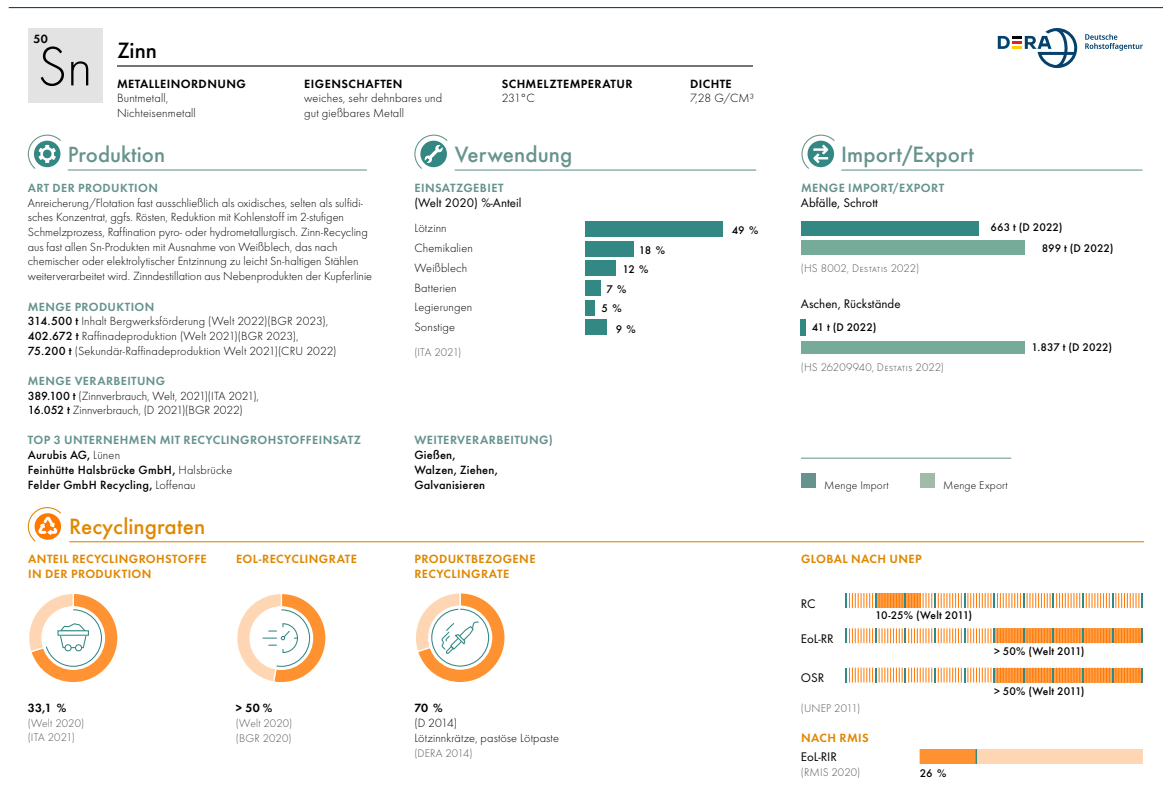 50
Sn
Zinn
DERA
Deutsche
Rohstoffagentur
METALLEINORDNUNG
Buntmetall,
Nichteisenmetall
EIGENSCHAFTEN
weiches, sehr dehnbares und
gut gießbares Metall
SCHMELZTEMPERATUR
231°C
DICHTE
7,28 G/CM³
Produktion
ART DER PRODUKTION
Anreicherung/Flotation fast ausschließlich als oxidisches, selten als sulfidi-
sches Konzentrat, ggfs. Rösten, Reduktion mit Kohlenstoff im 2-stufigen
Schmelzprozess, Raffination pyro- oder hydrometallurgisch. Zinn-Recycling
aus fast allen Sn-Produkten mit Ausnahme von Weißblech, das nach
chemischer oder elektrolytischer Entzinnung zu leicht Sn-haltigen Stählen
weiterverarbeitet wird. Zinndestillation aus Nebenprodukten der Kupferlinie
MENGE PRODUKTION
314.500 t Inhalt Bergwerksförderung (Welt 2022)(BGR 2023),
402.672 t Raffinadeproduktion (Welt 2021)(BGR 2023),
75.200 t (Sekundär-Raffinadeproduktion Welt 2021)(CRU 2022)
MENGE VERARBEITUNG
389.100 t (Zinnverbrauch, Welt, 2021)(ITA 2021),
16.052 t Zinnverbrauch, (D 2021)(BGR 2022)
TOP 3 UNTERNEHMEN MIT RECYCLINGROHSTOFFEINSATZ
Aurubis AG, Lünen
Feinhütte Halsbrücke GmbH, Halsbrücke
Felder GmbH Recycling, Loffenau
Verwendung
EINSATZGEBIET
(Welt 2020) %-Anteil
Lötzinn 49 %
Chemikalien 18 %
Weißblech 12 %
Batterien 7 %
Legierungen 5 %
Sonstige 9 %
(ITA 2021)
WEITERVERARBEITUNG)
Gießen,
Walzen, Ziehen,
Galvanisieren
Import/Export
MENGE IMPORT/EXPORT
Abfälle, Schrott
663 t (D 2022)
899 t (D 2022)
(HS 8002, Destatis 2022)
Aschen, Rückstände
41 t (D 2022)
1.837 t (D 2022)
(HS 26209940, Destatis 2022)
Menge Import
Menge Export
Recyclingraten
ANTEIL RECYCLINGROHSTOFFE
IN DER PRODUKTION
33,1 %
(Welt 2020)
(ITA 2021)
EOL-RECYCLINGRATE
> 50 %
(Welt 2020)
(BGR 2020)
PRODUKTBEZOGENE
RECYCLINGRATE
70 %
(D 2014)
Lötzinnkrätze, pastöse Lötpaste
(DERA 2014)
GLOBAL NACH UNEP
RC
10-25% (Welt 2011)
EoL-RR
> 50% (Welt 2011)
OSR
> 50% (Welt 2011)
(UNEP 2011)
NACH RMIS
EoL-RIR
(RMIS 2020)
26 %